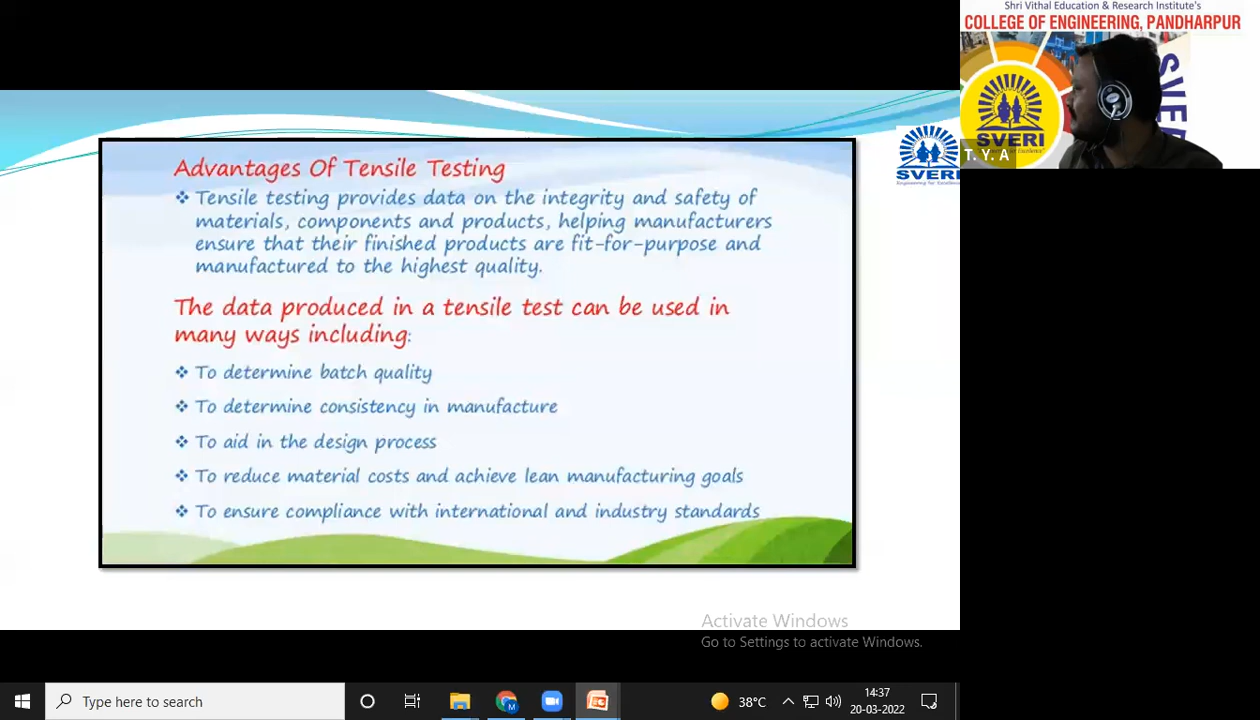 Shri Vithal Education & Research Institute's
COLLEGE OF ENGINEERING, PANDHARPUR
SVERI
T. Y. A
SVERI
Advantages Of Tensile Testing
❖ Tensile testing provides data on the integrity and safety of
materials, components and products, helping manufacturers
ensure that their finished products are fit-for-purpose and
manufactured to the highest quality.
The data produced in a tensile test can be used in
many ways including:
❖ To determine batch quality
❖ To determine consistency in manufacture
❖ To aid in the design process
❖ To reduce material costs and achieve lean manufacturing goals
❖ To ensure compliance with international and industry standards
Activate Windows
Go to Settings to activate Windows.
Type here to search
38°C
14:37
20-03-2022